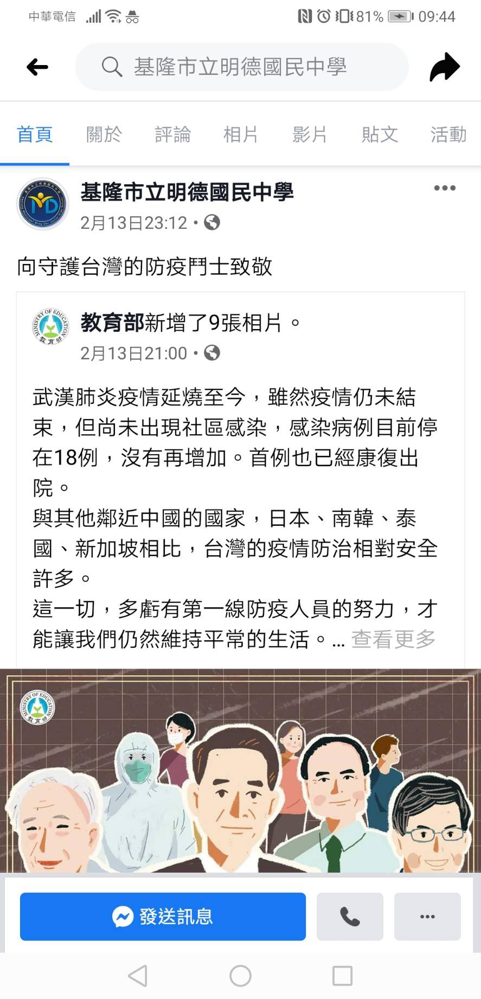 中華電信 81% 09:44
基隆市立明德國民中學
首頁 關於 評論 相片 影片 貼文 活動
基隆市立明德國民中學
2月13日23:12
向守護台灣的防疫鬥士致敬
MINISTRY OF EDUCATION
教育部
教育部新增了9張相片。
2月13日21:00
武漢肺炎疫情延燒至今，雖然疫情仍未結
束，但尚未出現社區感染，感染病例目前停
在18例，沒有再增加。首例也已經康復出
院。
與其他鄰近中國的國家，日本、南韓、泰
國、新加坡相比，台灣的疫情防治相對安全
許多。
這一切，多虧有第一線防疫人員的努力，才
能讓我們仍然維持平常的生活。... 查看更多
MINISTRY OF EDUCATION
教育部
發送訊息